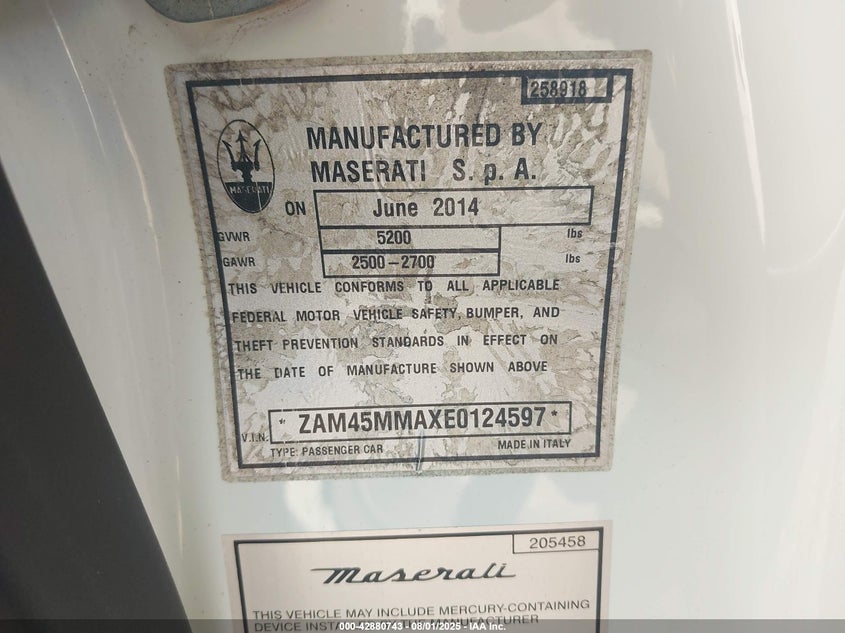 258918
MANUFACTURED BY
MASERATI S. p. A.
MASERATI
ON June 2014
GVWR 5200 lbs
GAWR 2500-2700 lbs
THIS VEHICLE CONFORMS TO ALL APPLICABLE
FEDERAL MOTOR VEHICLE SAFETY, BUMPER, AND
THEFT PREVENTION STANDARDS IN EFFECT ON
THE DATE OF MANUFACTURE SHOWN ABOVE
V.I.N. * ZAM45MMAXE0124597 *
TYPE: PASSENGER CAR MADE IN ITALY
205458
Maserati
THIS VEHICLE MAY INCLUDE MERCURY-CONTAINING
DEVICE MANUFACTURER
000-42880743 - 08/01/2025 - IAA Inc.